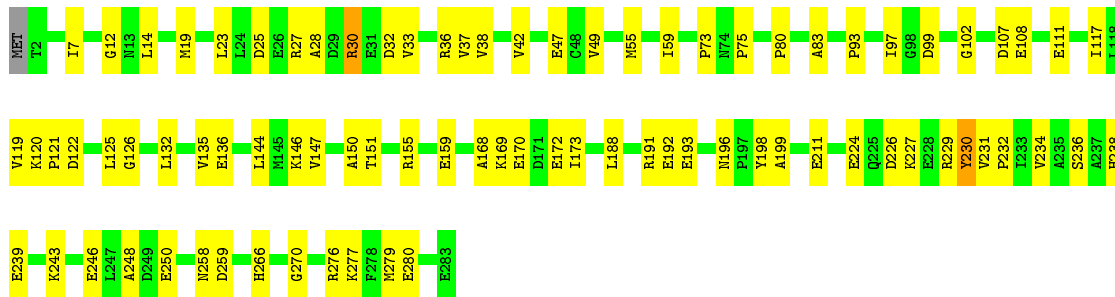 MET T2 I7 G12 N13 L14 M19 L23 L24 D25 E26 R27 A28 D29 R30 E31 D32 V33 R36 V37 V38 V42 E47 C48 V49 M55 I59 P73 N74 P75 P80 A83 P93 I97 G98 D99 G102 D107 E108 E111 I117 L118
V119 K120 P121 D122 L125 G126 L132 V135 E136 L144 M145 K146 V147 A150 T151 R155 E159 A168 K169 E170 D171 E172 I173 L188 R191 E192 E193 N196 P197 Y198 A199 E211 E224 Q225 D226 K227 E228 R229 Y230 V231 P232 I233 V234 A235 S236 A237
E239 K243 E246 L247 A248 D249 E250 N258 D259 H266 G270 R276 K277 F278 M279 E280 E283